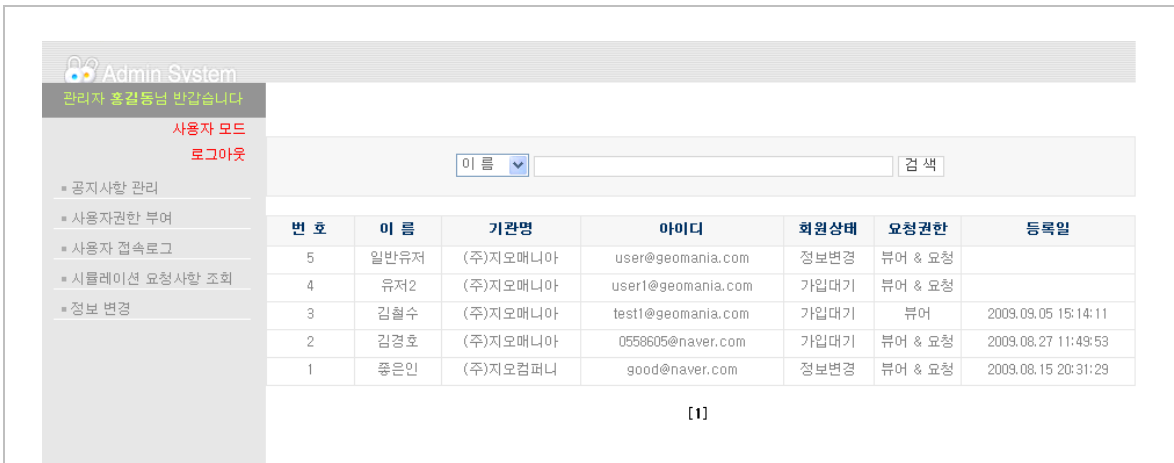 Admin System
관리자 홍길동님 반갑습니다
사용자 모드
로그아웃
이 름 검 색
공지사항 관리
사용자권한 부여
사용자 접속로그
시뮬레이션 요청사항 조회
정보 변경
번 호 이 름 기관명 아이디 회원상태 요청권한 등록일
5 일반유저 (주)지오매니아 user@geomania.com 정보변경 뷰어 & 요청
4 유저2 (주)지오매니아 user1@geomania.com 가입대기 뷰어 & 요청
3 김철수 (주)지오매니아 test1@geomania.com 가입대기 뷰어 2009.09.05 15:14:11
2 김경호 (주)지오매니아 0558605@naver.com 가입대기 뷰어 & 요청 2009.08.27 11:49:53
1 좋은인 (주)지오컴퍼니 good@naver.com 정보변경 뷰어 & 요청 2009.08.15 20:31:29
[1]